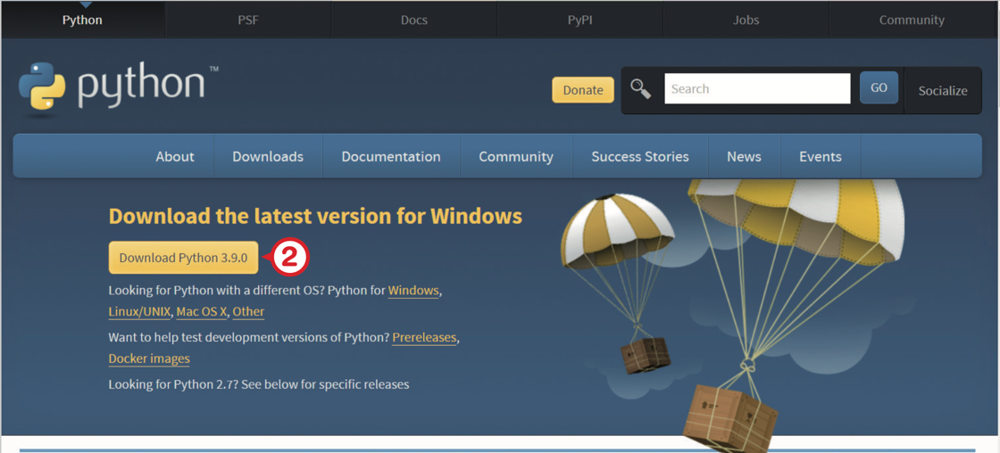 Python PSF Docs PyPI Jobs Community
python™
Donate Search GO Socialize
About Downloads Documentation Community Success Stories News Events
Download the latest version for Windows
Download Python 3.9.0 2
Looking for Python with a different OS? Python for Windows,
Linux/UNIX, Mac OS X, Other
Want to help test development versions of Python? Prereleases,
Docker images
Looking for Python 2.7? See below for specific releases